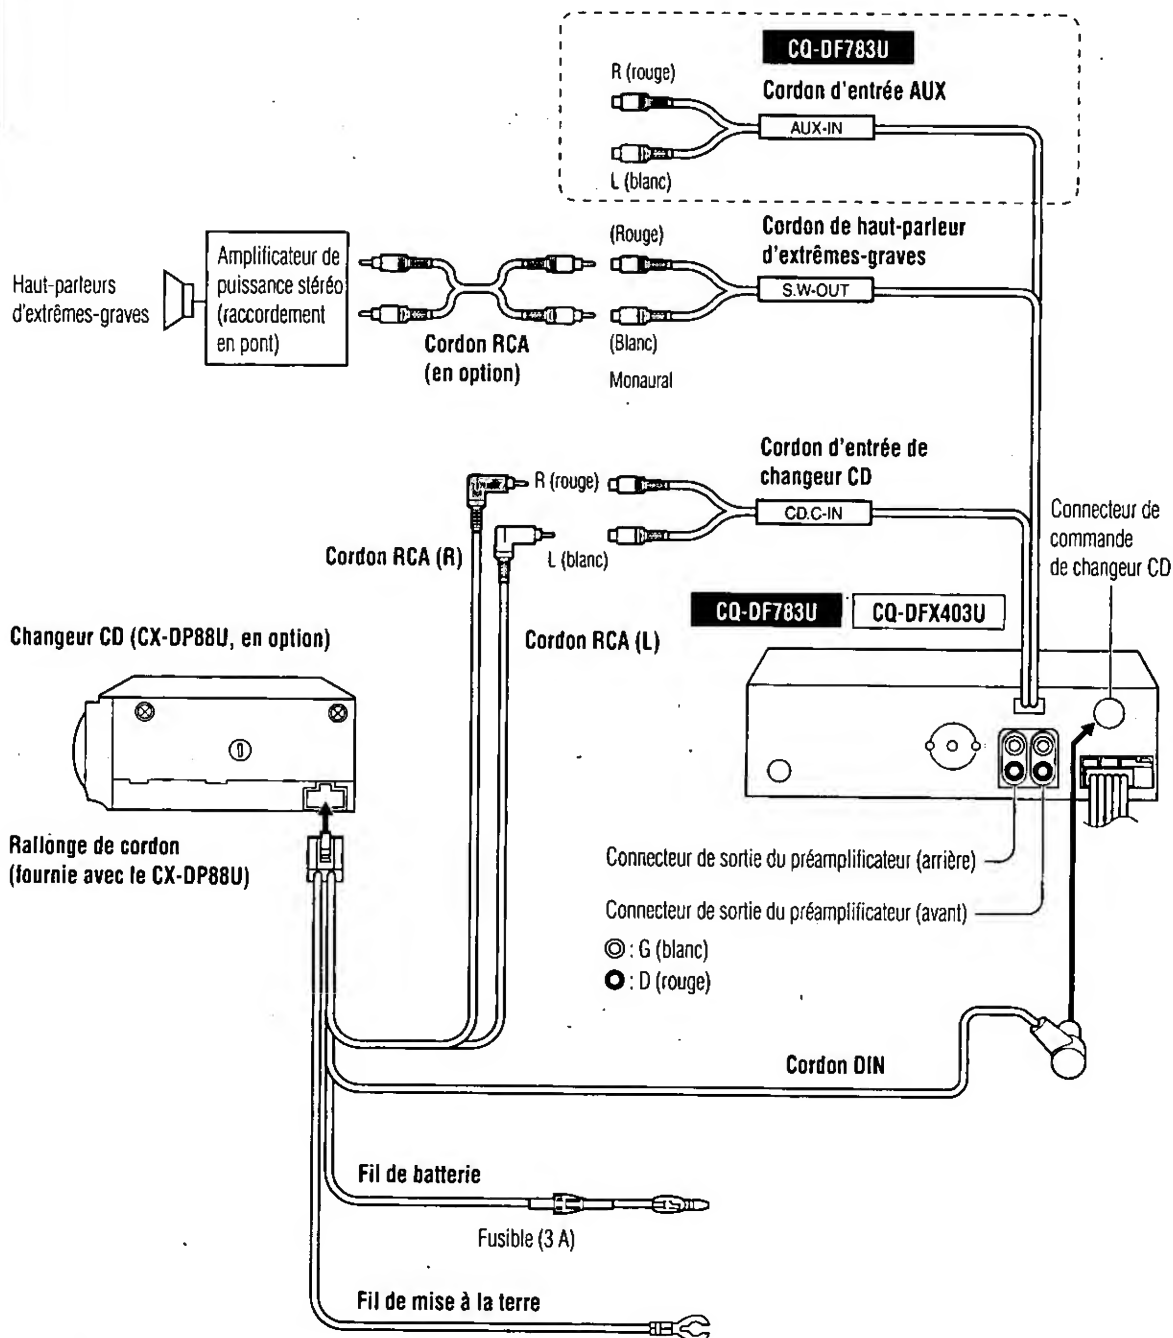 CQ-DF783U
R (rouge)
Cordon d'entrée AUX
AUX-IN
L (blanc)
Cordon de haut-parleur
d'extrêmes-graves
(Rouge)
S.W-OUT
(Blanc)
Monaural
Haut-parleurs
d'extrêmes-graves
Amplificateur de
puissance stéréo
(raccordement
en pont)
Cordon RCA
(en option)
Cordon d'entrée de
changeur CD
R (rouge)
CD.C-IN
L (blanc)
Cordon RCA (R)
Connecteur de
commande
de changeur CD
CQ-DF783U
CQ-DFX403U
Cordon RCA (L)
Changeur CD (CX-DP88U, en option)
Rallonge de cordon
(fournie avec le CX-DP88U)
Connecteur de sortie du préamplificateur (arrière)
Connecteur de sortie du préamplificateur (avant)
: G (blanc)
: D (rouge)
Cordon DIN
Fil de batterie
Fusible (3 A)
Fil de mise à la terre